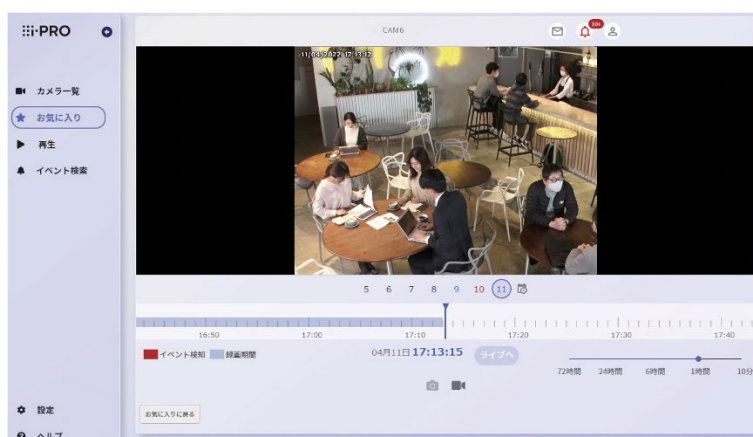 i-PRO
CAM6
10+
カメラ一覧
お気に入り
再生
イベント検索
11/04/2022 17:13:12
5 6 7 8 9 10 11
16:50 17:00 17:10 17:20 17:30 17:40
イベント検知 録画期間
04月11日 17:13:15 ライブへ
72時間 24時間 6時間 1時間 10分
お気に入りに戻る
設定
ヘルプ